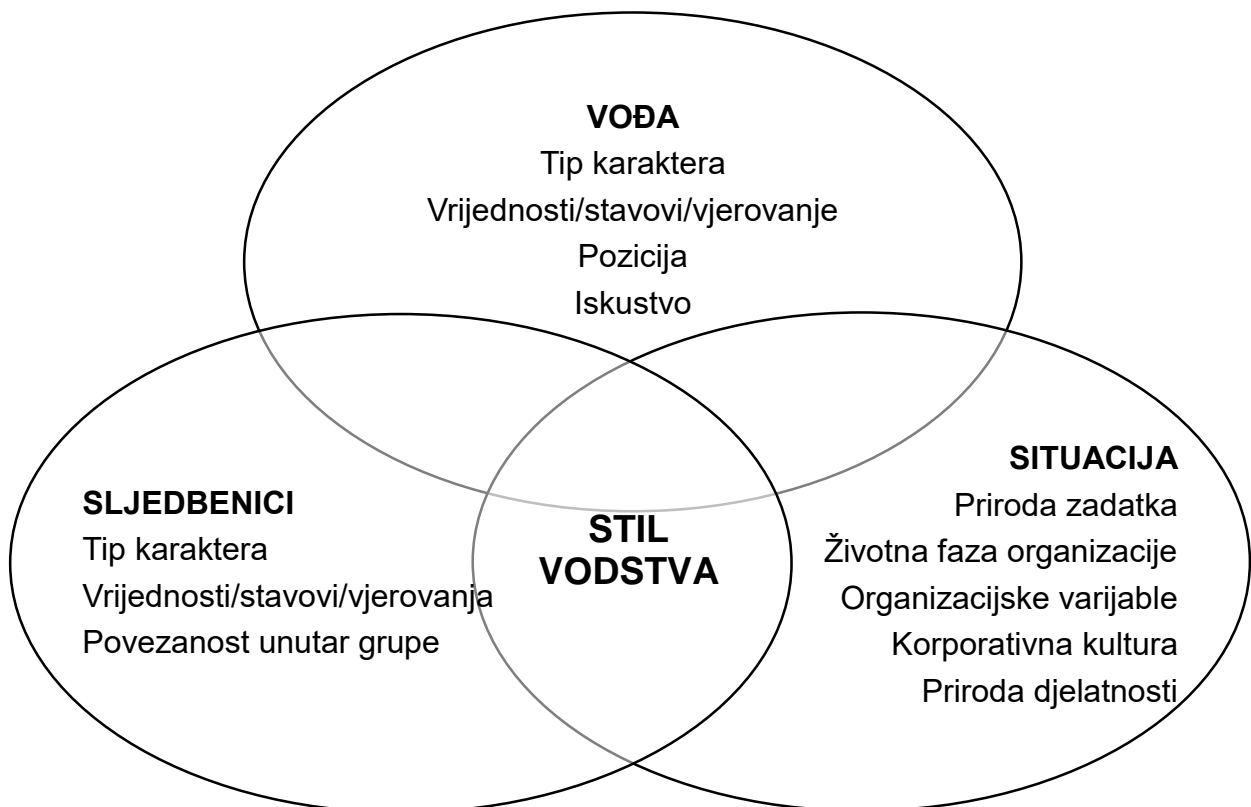 VOĐA
Tip karaktera
Vrijednosti/stavovi/vjerovanje
Pozicija
Iskustvo
SLJEDBENICI
Tip karaktera
Vrijednosti/stavovi/vjerovanja
Povezanost unutar grupe
STIL
VODSTVA
SITUACIJA
Priroda zadatka
Životna faza organizacije
Organizacijske varijable
Korporativna kultura
Priroda djelatnosti